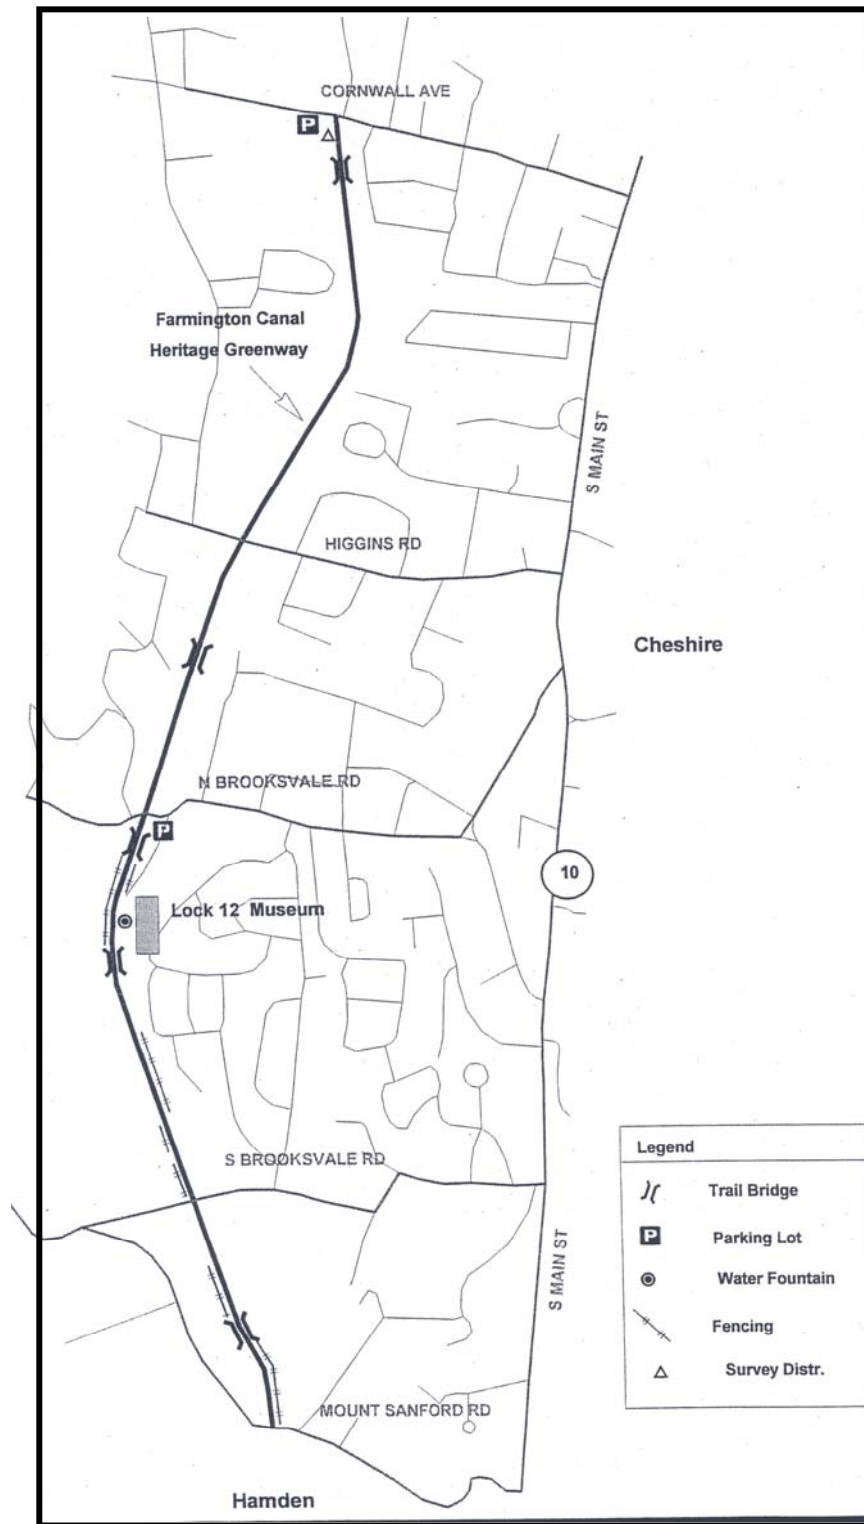 CORNWALL AVE
P
Farmington Canal
Heritage Greenway
S MAIN ST
HIGGINS RD
Cheshire
N BROOKSVALE RD
P
10
Lock 12 Museum
S BROOKSVALE RD
Legend
Trail Bridge
P Parking Lot
Water Fountain
Fencing
Survey Distr.
S MAIN ST
MOUNT SANFORD RD
Hamden